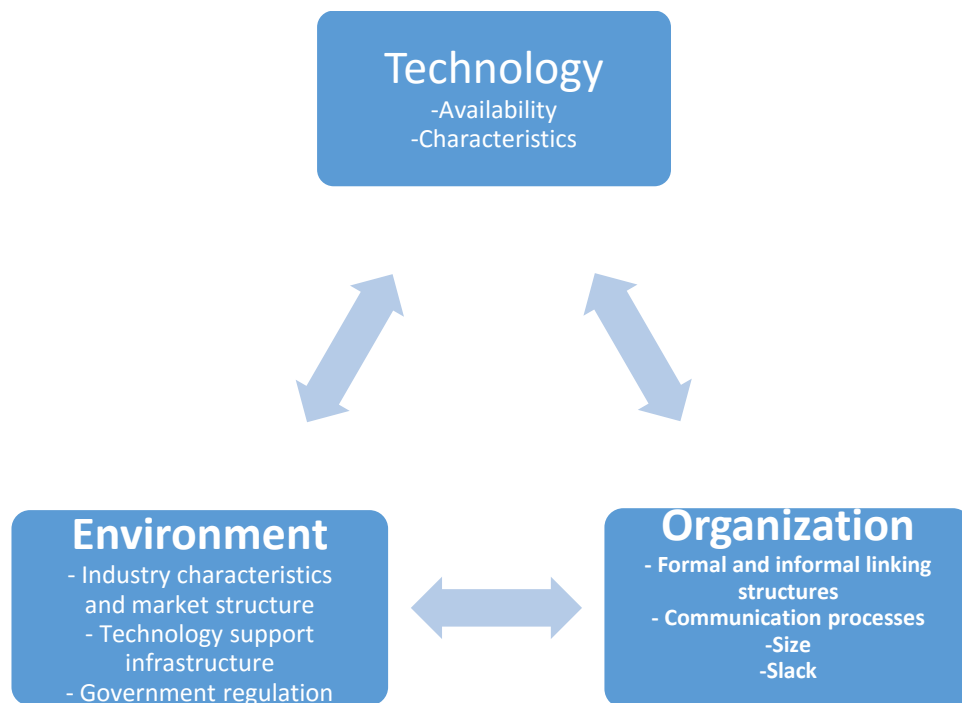 Technology
-Availability
-Characteristics
Environment
- Industry characteristics
and market structure
- Technology support
infrastructure
- Government regulation
Organization
- Formal and informal linking
structures
- Communication processes
-Size
-Slack